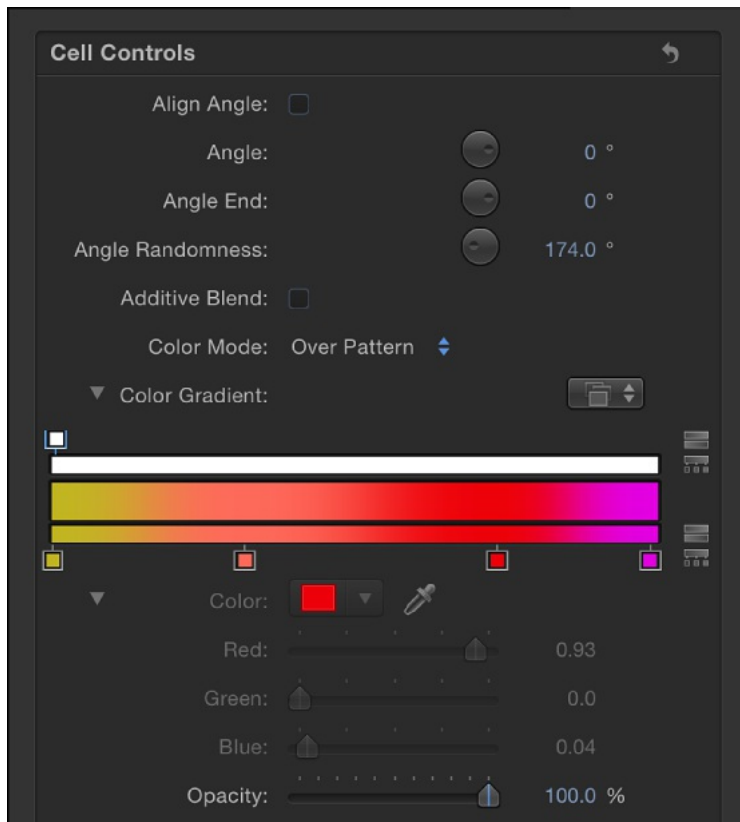 Cell Controls
Align Angle:
Angle: 0 °
Angle End: 0 °
Angle Randomness: 174.0 °
Additive Blend:
Color Mode: Over Pattern
Color Gradient:
Color:
Red: 0.93
Green: 0.0
Blue: 0.04
Opacity: 100.0 %